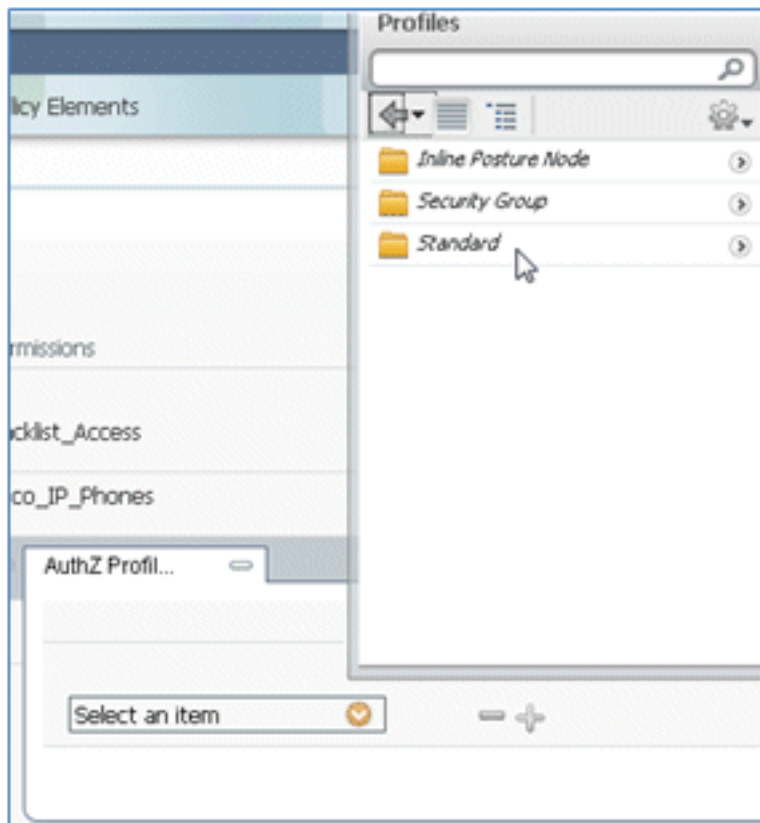 Profiles
licy Elements
Inline Posture Node
Security Group
Standard
rmissions
cklist_Access
co_IP_Phones
AuthZ Profil...
Select an item